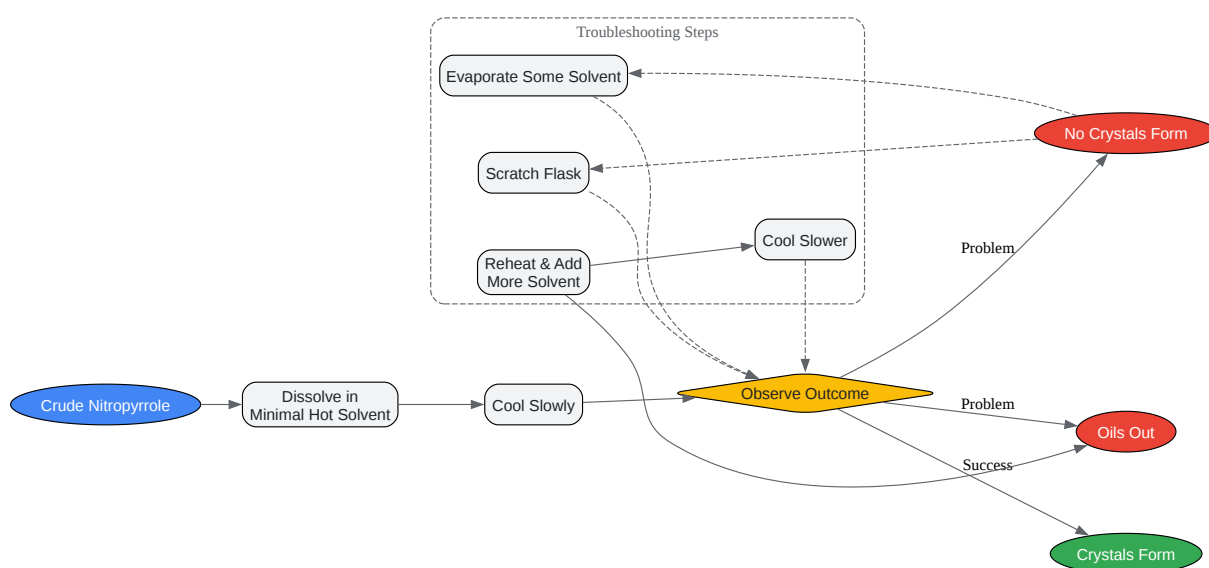 Troubleshooting Steps
Evaporate Some Solvent
No Crystals Form
Scratch Flask
Cool Slower
Problem
Reheat & Add
More Solvent
Crude Nitropyrrole
Dissolve in
Minimal Hot Solvent
Cool Slowly
Observe Outcome
Problem
Oils Out
Success
Crystals Form